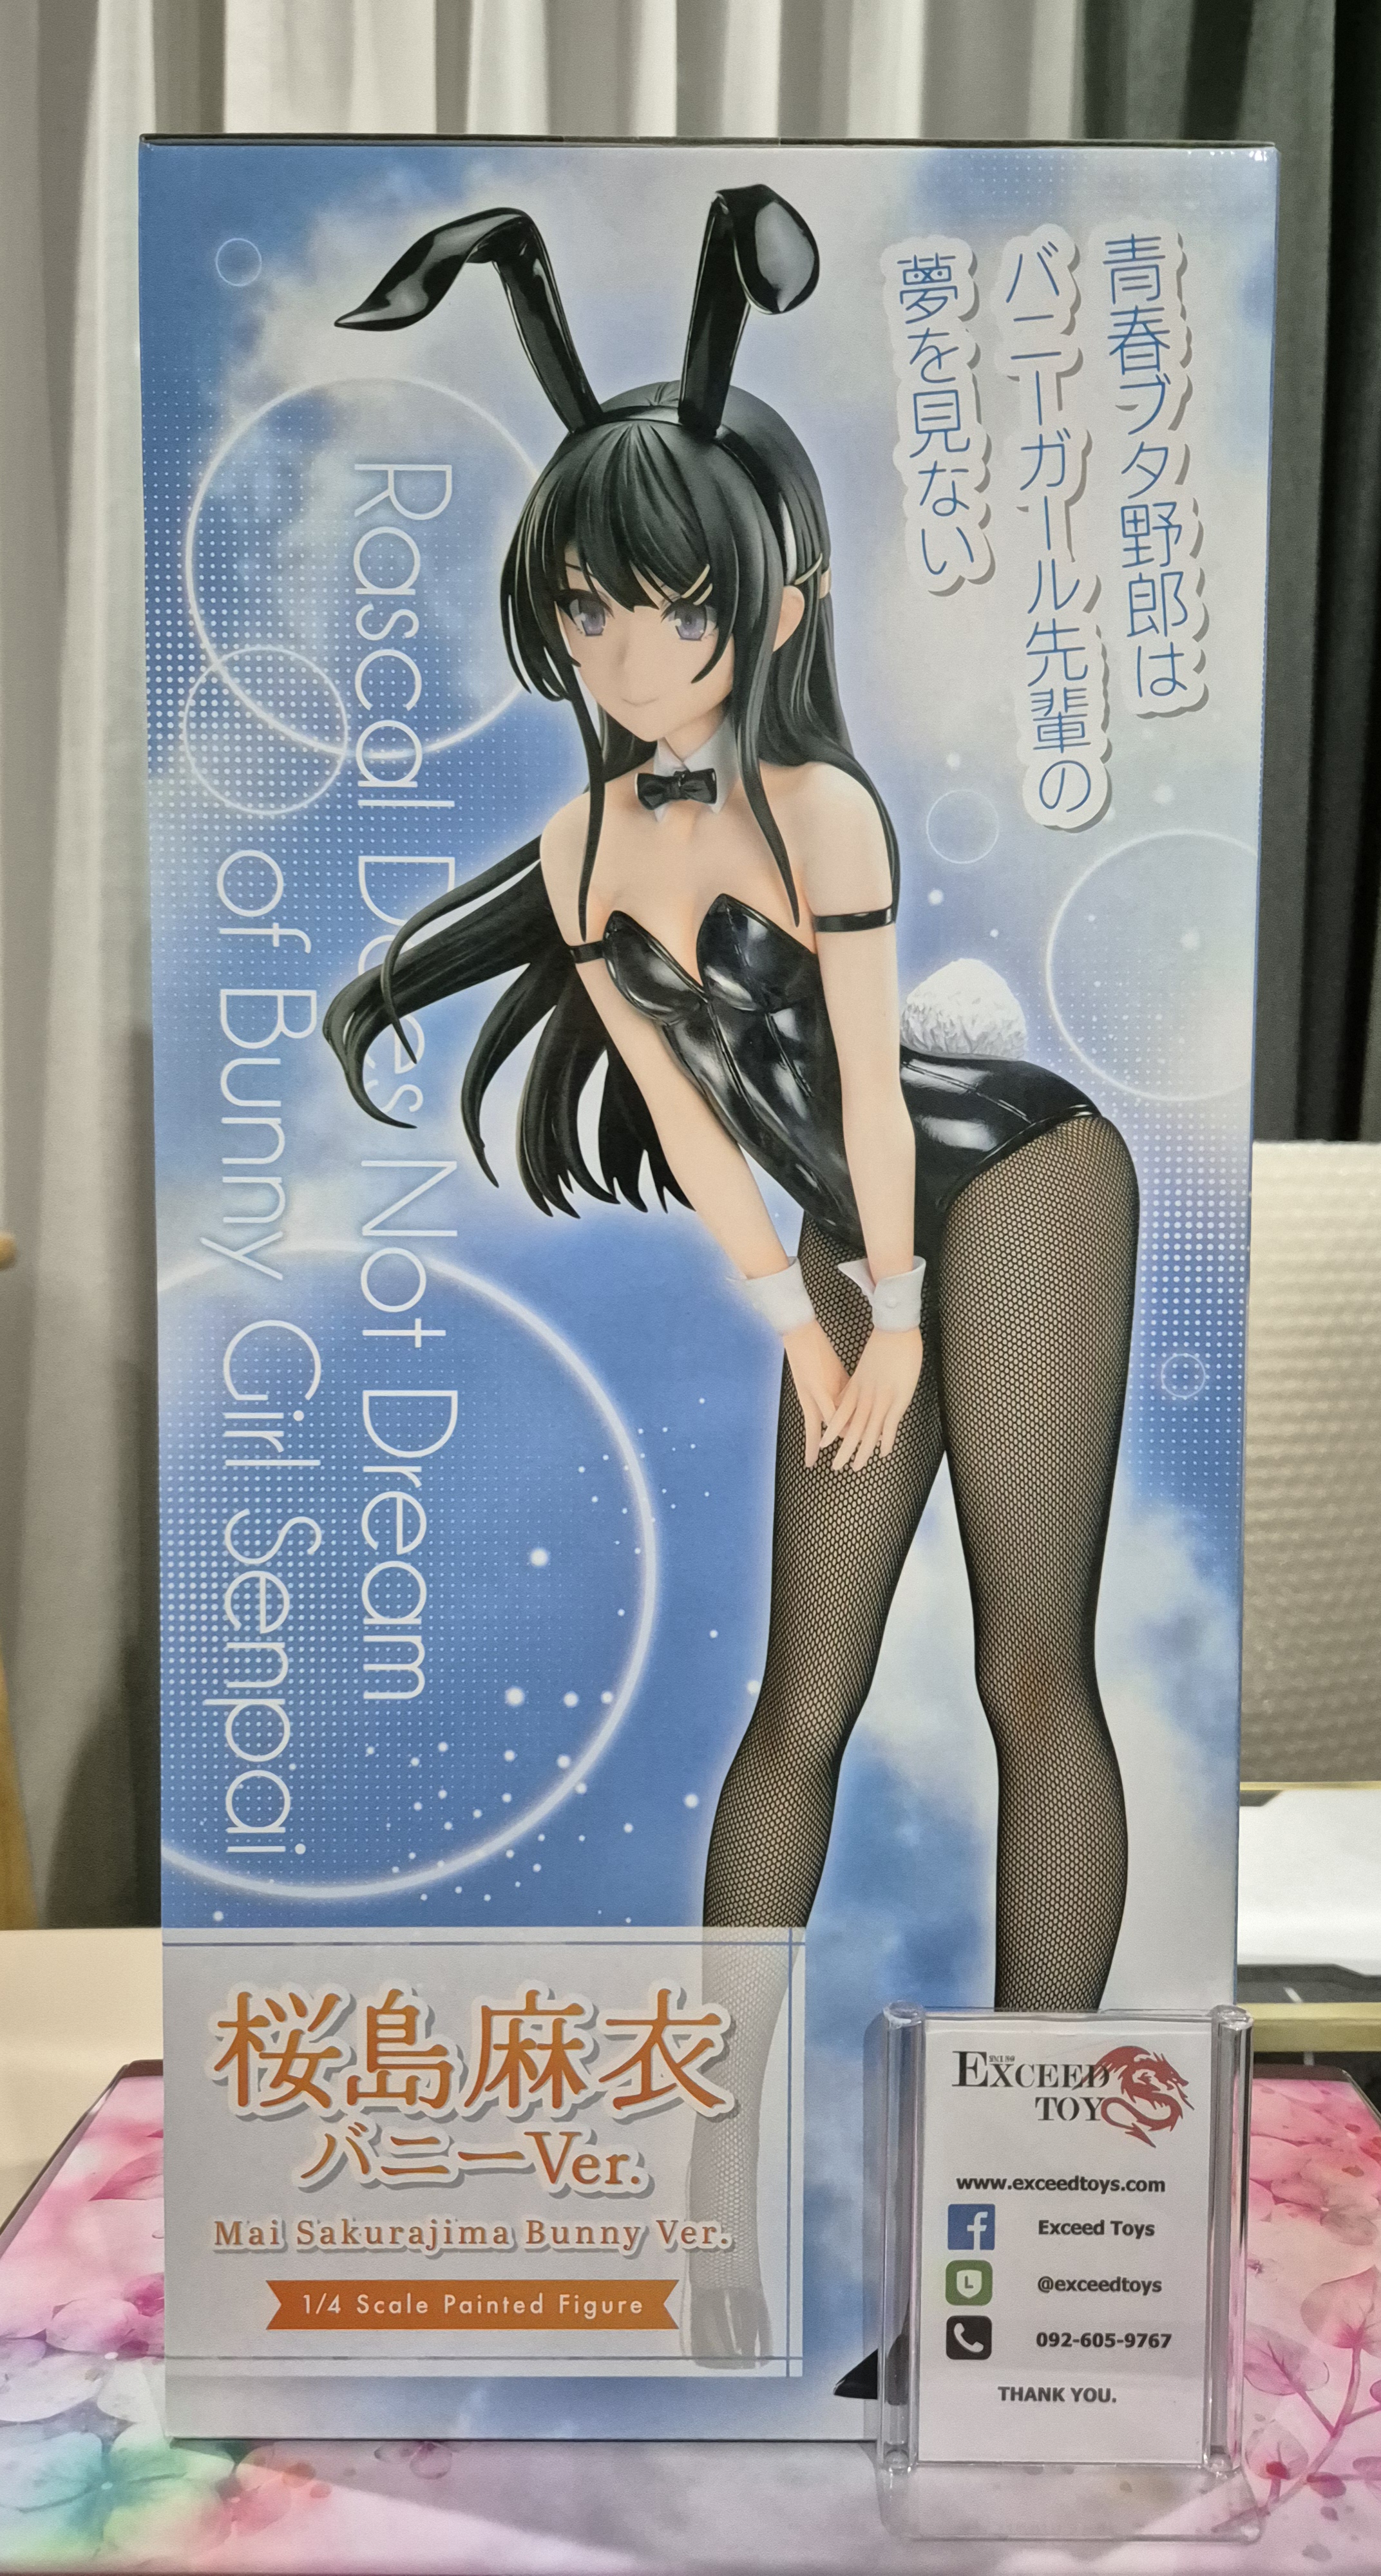 青春ブタ野郎は
バニーガール先輩の
夢を見ない
Rascal Does Not Dream
of Bunny Girl Senpai
桜島麻衣
バニーVer.
Mai Sakurajima Bunny Ver.
1/4 Scale Painted Figure
EXCEED
TOY
www.exceedtoys.com
Exceed Toys
@exceedtoys
092-605-9767
THANK YOU.